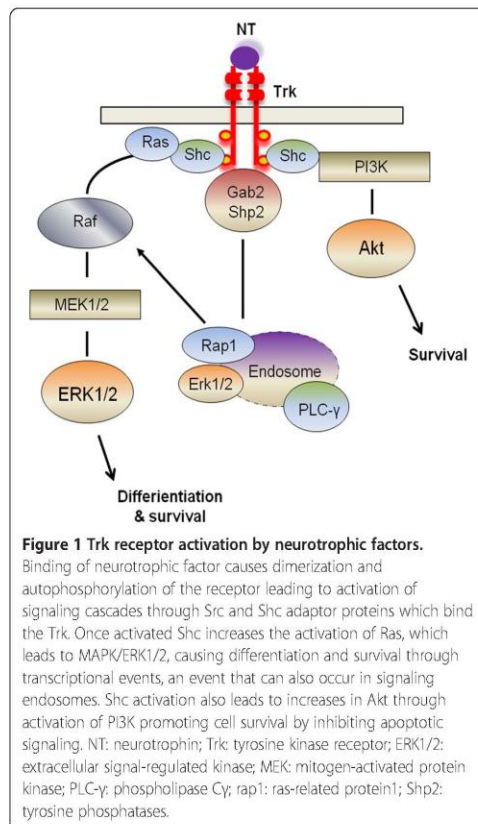 NT
Trk
Ras
Shc
Shc
PI3K
Gab2
Shp2
Raf
Akt
MEK1/2
Rap1
Endosome
Survival
Erk1/2
ERK1/2
PLC-γ
Differientiation
& survival
Figure 1 Trk receptor activation by neurotrophic factors.
Binding of neurotrophic factor causes dimerization and
autophosphorylation of the receptor leading to activation of
signaling cascades through Src and Shc adaptor proteins which bind
the Trk. Once activated Shc increases the activation of Ras, which
leads to MAPK/ERK1/2, causing differentiation and survival through
transcriptional events, an event that can also occur in signaling
endosomes. Shc activation also leads to increases in Akt through
activation of PI3K promoting cell survival by inhibiting apoptotic
signaling. NT: neurotrophin; Trk: tyrosine kinase receptor; ERK1/2:
extracellular signal-regulated kinase; MEK: mitogen-activated protein
kinase; PLC-γ: phospholipase Cγ; rap1: ras-related protein1; Shp2:
tyrosine phosphatases.